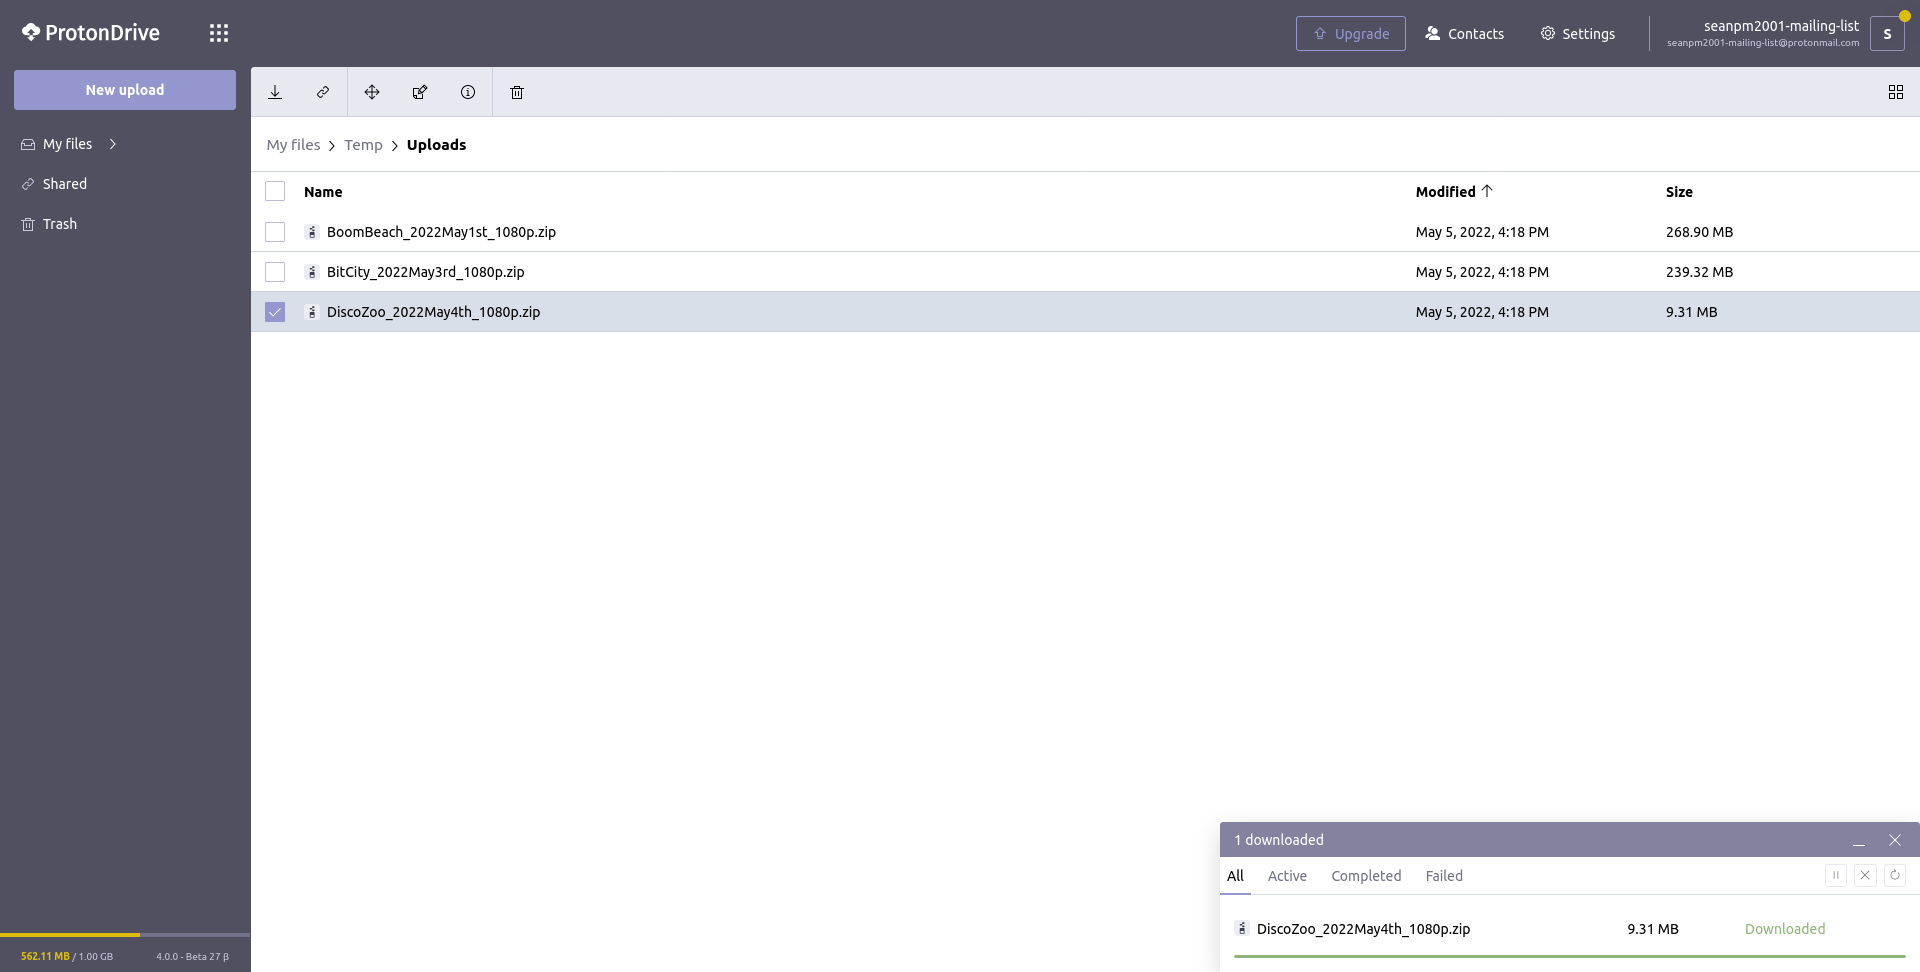 ProtonDrive
Upgrade
Contacts
Settings
seanpm2001-mailing-list
seanpm2001-mailing-list@protonmail.com
S
New upload
My files
Shared
Trash
My files > Temp > Uploads
Name Modified Size
BoomBeach_2022May1st_1080p.zip May 5, 2022, 4:18 PM 268.90 MB
BitCity_2022May3rd_1080p.zip May 5, 2022, 4:18 PM 239.32 MB
DiscoZoo_2022May4th_1080p.zip May 5, 2022, 4:18 PM 9.31 MB
1 downloaded
All Active Completed Failed
DiscoZoo_2022May4th_1080p.zip 9.31 MB Downloaded
562.11 MB / 1.00 GB 4.0.0 - Beta 27 β